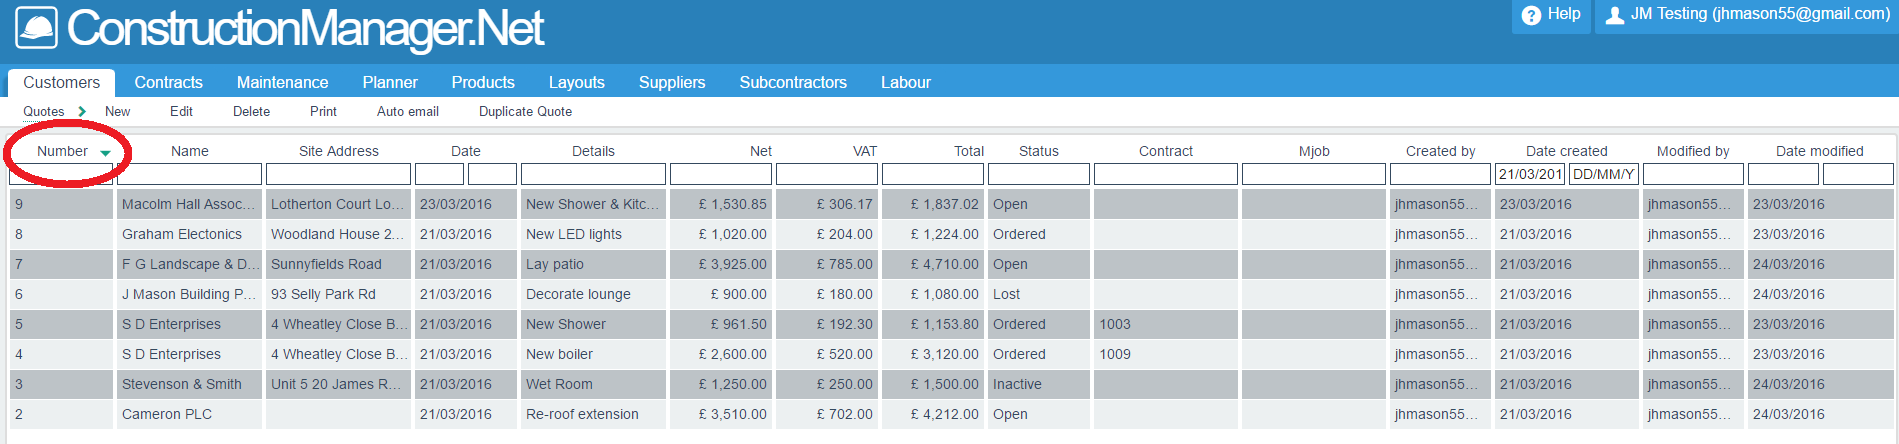 ConstructionManager.Net
Help JM Testing (jhmason55@gmail.com)
Customers Contracts Maintenance Planner Products Layouts Suppliers Subcontractors Labour
Quotes New Edit Delete Print Auto email Duplicate Quote
Number Name Site Address Date Details Net VAT Total Status Contract Mjob Created by Date created Modified by Date modified
21/03/201 DD/MM/Y
9 Macolm Hall Assoc... Lotherton Court Lo... 23/03/2016 New Shower & Kitc... £ 1,530.85 £ 306.17 £ 1,837.02 Open jhmason55... 23/03/2016 jhmason55... 23/03/2016
8 Graham Electonics Woodland House 2... 21/03/2016 New LED lights £ 1,020.00 £ 204.00 £ 1,224.00 Ordered jhmason55... 21/03/2016 jhmason55... 23/03/2016
7 F G Landscape & D... Sunnyfields Road 21/03/2016 Lay patio £ 3,925.00 £ 785.00 £ 4,710.00 Open jhmason55... 21/03/2016 jhmason55... 24/03/2016
6 J Mason Building P... 93 Selly Park Rd 21/03/2016 Decorate lounge £ 900.00 £ 180.00 £ 1,080.00 Lost jhmason55... 21/03/2016 jhmason55... 24/03/2016
5 S D Enterprises 4 Wheatley Close B... 21/03/2016 New Shower £ 961.50 £ 192.30 £ 1,153.80 Ordered 1003 jhmason55... 21/03/2016 jhmason55... 23/03/2016
4 S D Enterprises 4 Wheatley Close B... 21/03/2016 New boiler £ 2,600.00 £ 520.00 £ 3,120.00 Ordered 1009 jhmason55... 21/03/2016 jhmason55... 23/03/2016
3 Stevenson & Smith Unit 5 20 James R... 21/03/2016 Wet Room £ 1,250.00 £ 250.00 £ 1,500.00 Inactive jhmason55... 21/03/2016 jhmason55... 24/03/2016
2 Cameron PLC 21/03/2016 Re-roof extension £ 3,510.00 £ 702.00 £ 4,212.00 Open jhmason55... 21/03/2016 jhmason55... 24/03/2016